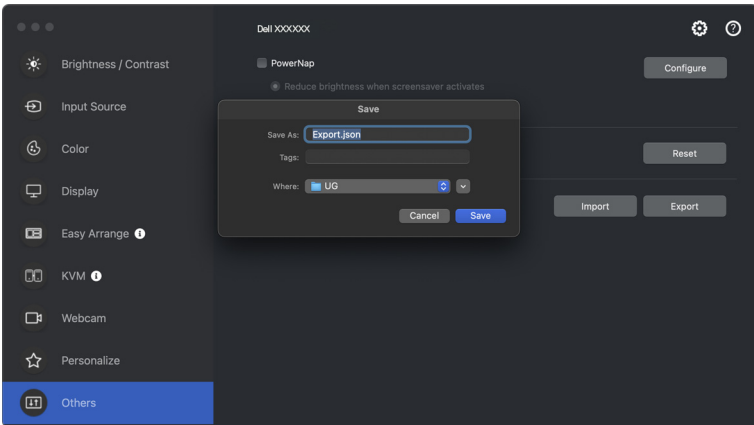 Dell XXXXXX
Brightness / Contrast
Input Source
Color
Display
Easy Arrange
KVM
Webcam
Personalize
Others
PowerNap
Configure
Reduce brightness when screensaver activates
Save
Save As: Export.json
Tags:
Where: UG
Cancel Save
Reset
Import Export